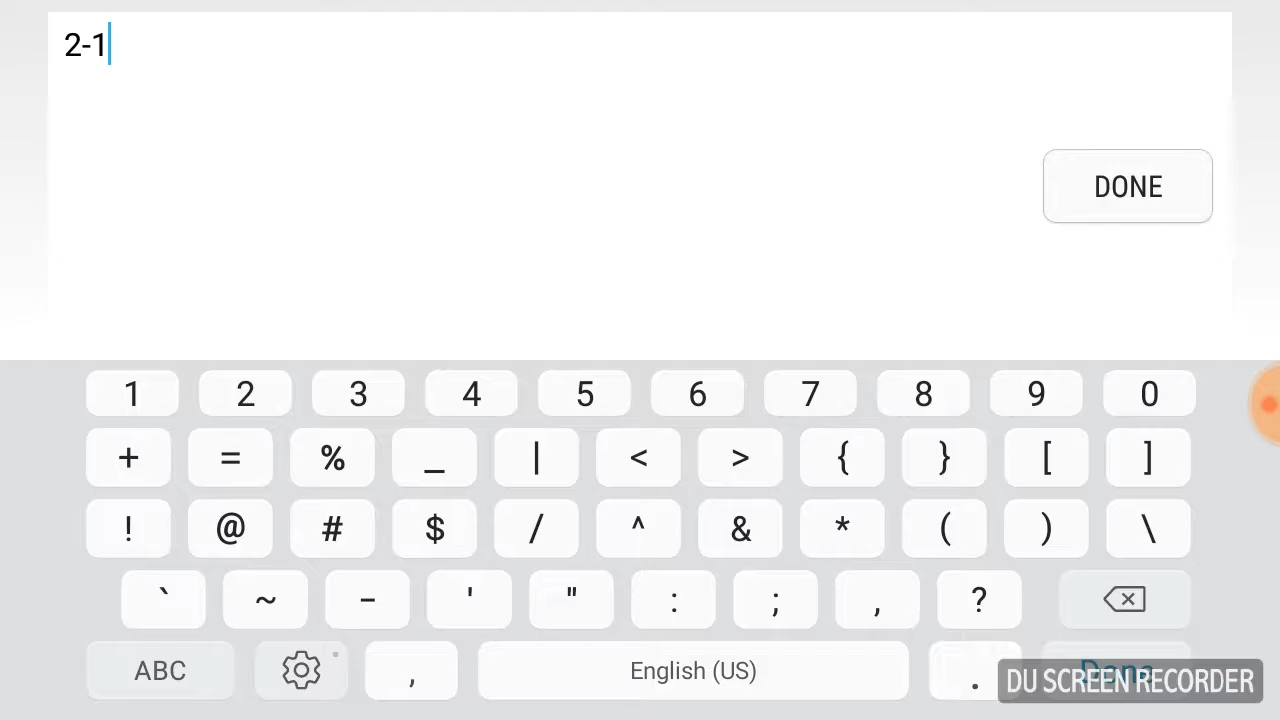 2-1
DONE
1 2 3 4 5 6 7 8 9 0
+ = % _ | < > { } [ ]
! @ # $ / ^ & * ( ) \
` ~ - ' " : ; , ?
ABC , English (US) . Done
DU SCREEN RECORDER